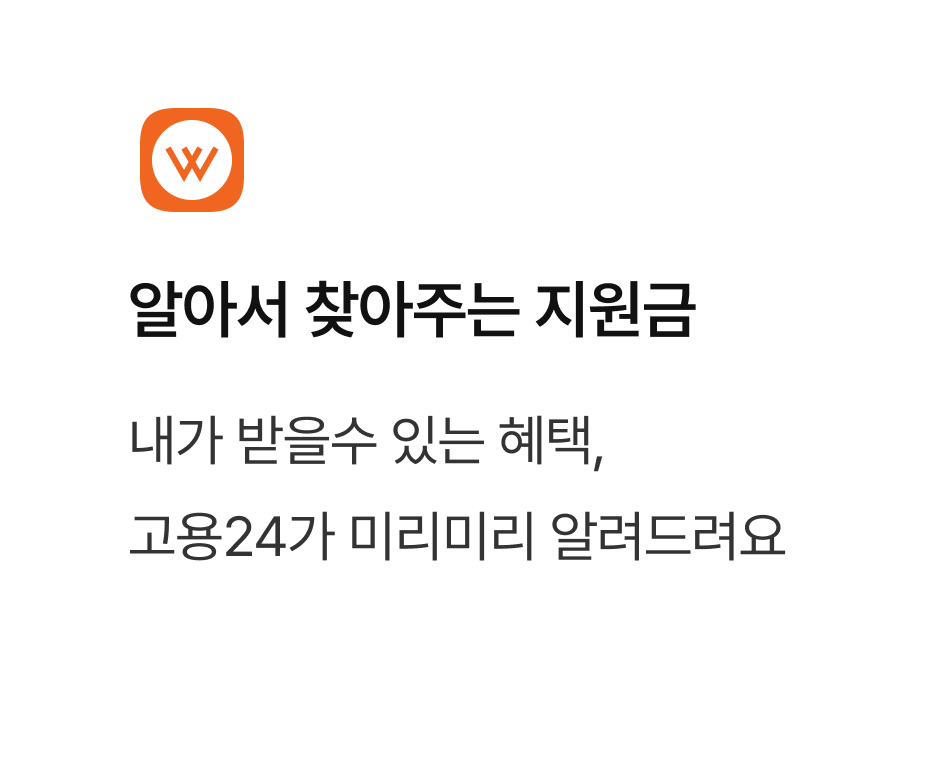 알아서 찾아주는 지원금
내가 받을수 있는 혜택,
고용24가 미리미리 알려드려요